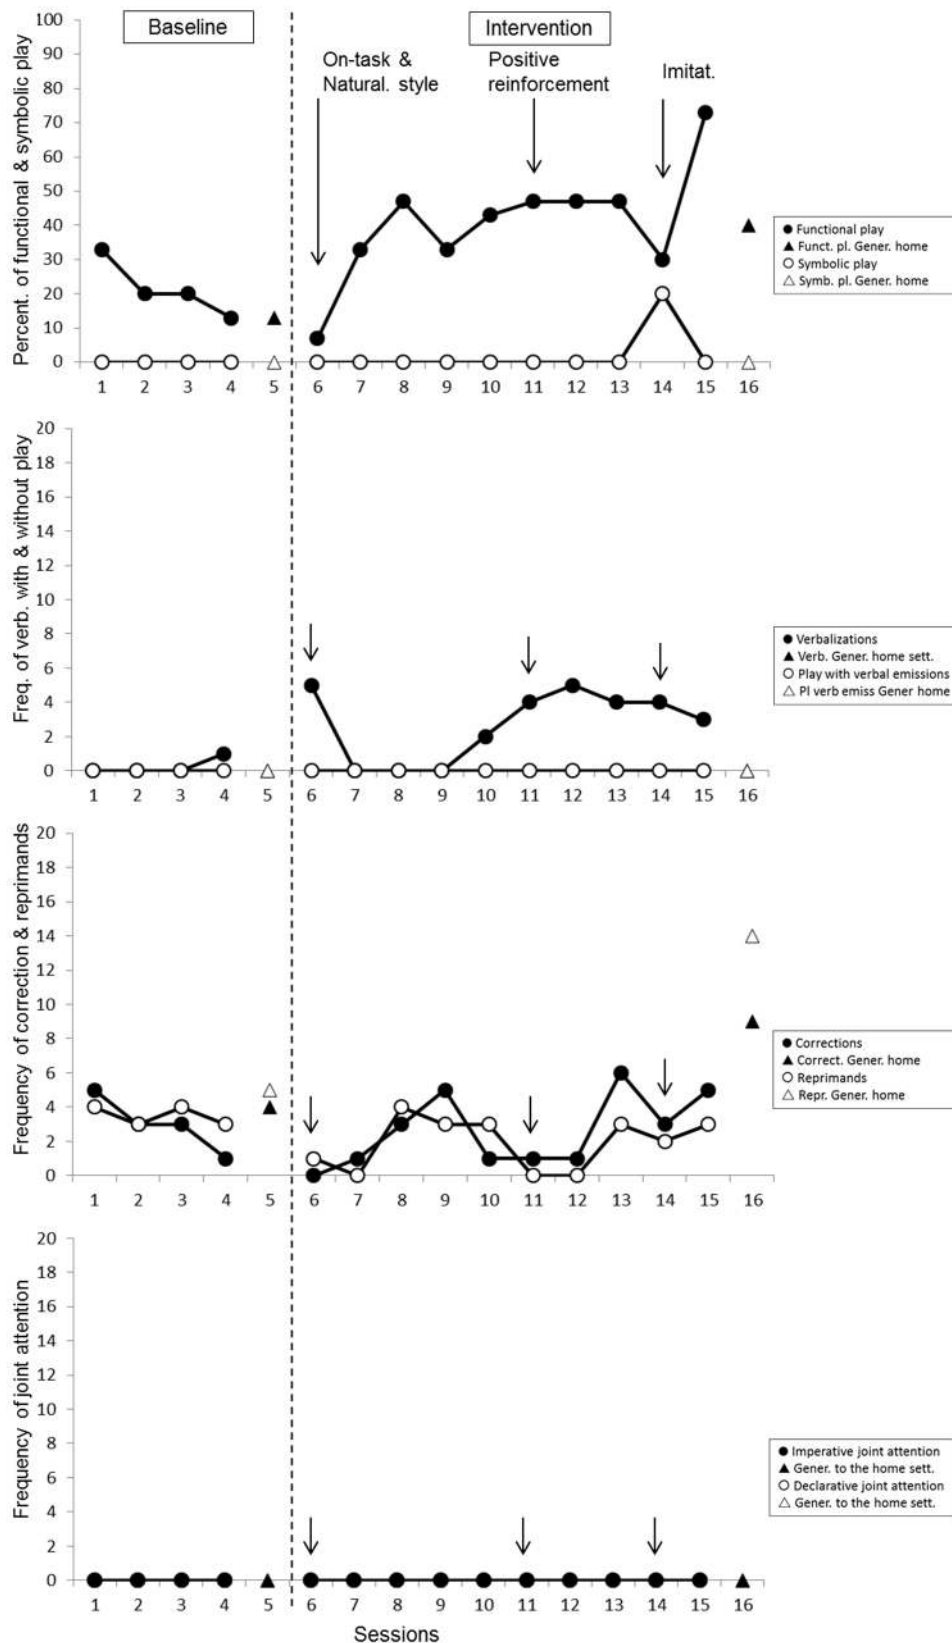 Baseline
Intervention
On-task &
Natural. style
Positive
reinforcement
Imitat.
Percent. of functional & symbolic play
100
90
80
70
60
50
40
30
20
10
0
1 2 3 4 5 6 7 8 9 10 11 12 13 14 15 16
Functional play
Funct. pl. Gener. home
Symbolic play
Symb. pl. Gener. home
Freq. of verb. with & without play
20
18
16
14
12
10
8
6
4
2
0
1 2 3 4 5 6 7 8 9 10 11 12 13 14 15 16
Verbalizations
Verb. Gener. home sett.
Play with verbal emissions
Pl verb emiss Gener home
Frequency of correction & reprimands
20
18
16
14
12
10
8
6
4
2
0
1 2 3 4 5 6 7 8 9 10 11 12 13 14 15 16
Corrections
Correct. Gener. home
Reprimands
Repr. Gener. home
Frequency of joint attention
20
18
16
14
12
10
8
6
4
2
0
1 2 3 4 5 6 7 8 9 10 11 12 13 14 15 16
Imperative joint attention
Gener. to the home sett.
Declarative joint attention
Gener. to the home sett.
Sessions